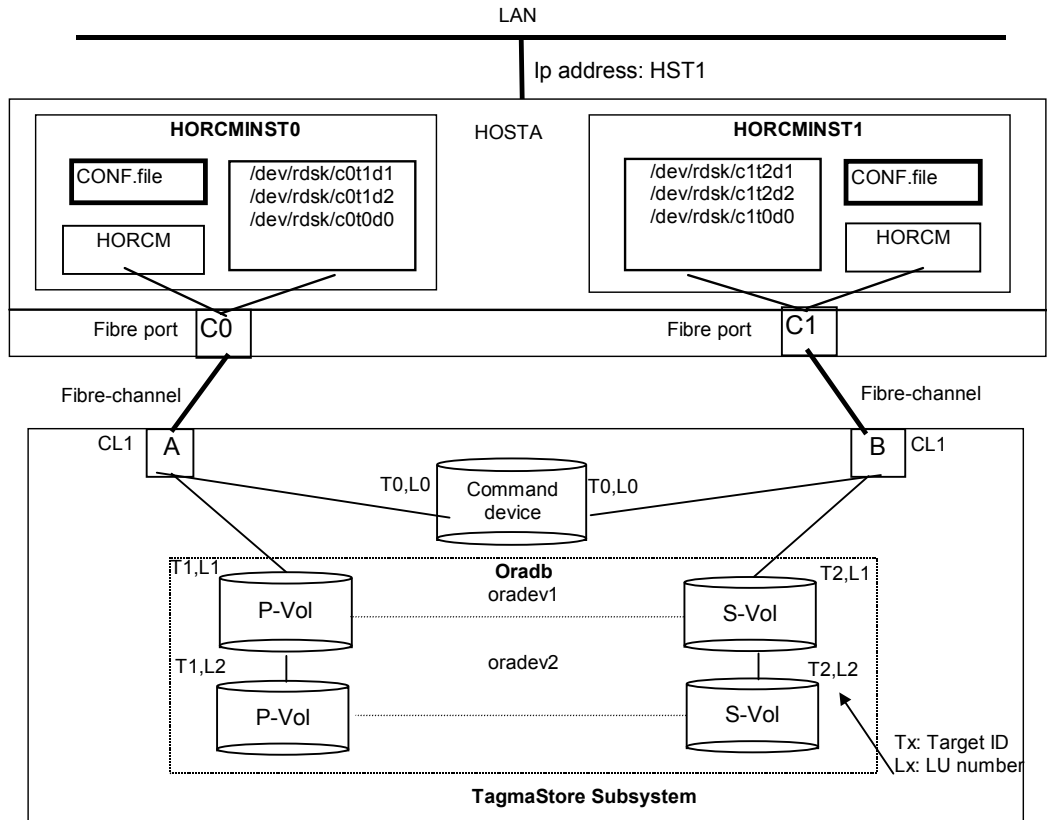 LAN
Ip address: HST1
HORCMINST0
HOSTA
HORCMINST1
CONF.file
/dev/rdsk/c0t1d1
/dev/rdsk/c0t1d2
/dev/rdsk/c0t0d0
HORCM
/dev/rdsk/c1t2d1
/dev/rdsk/c1t2d2
/dev/rdsk/c1t0d0
CONF.file
HORCM
Fibre port
C0
Fibre port
C1
Fibre-channel
Fibre-channel
CL1
A
B
CL1
T0,L0
Command
device
T0,L0
T1,L1
Oradb
oradev1
T2,L1
P-Vol
S-Vol
T1,L2
oradev2
T2,L2
P-Vol
S-Vol
Tx: Target ID
Lx: LU number
TagmaStore Subsystem